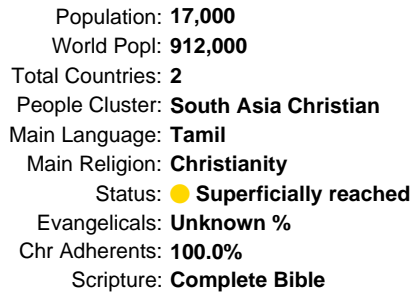 Population: 17,000
World Popl: 912,000
Total Countries: 2
People Cluster: South Asia Christian
Main Language: Tamil
Main Religion: Christianity
Status: Superficially reached
Evangelicals: Unknown %
Chr Adherents: 100.0%
Scripture: Complete Bible